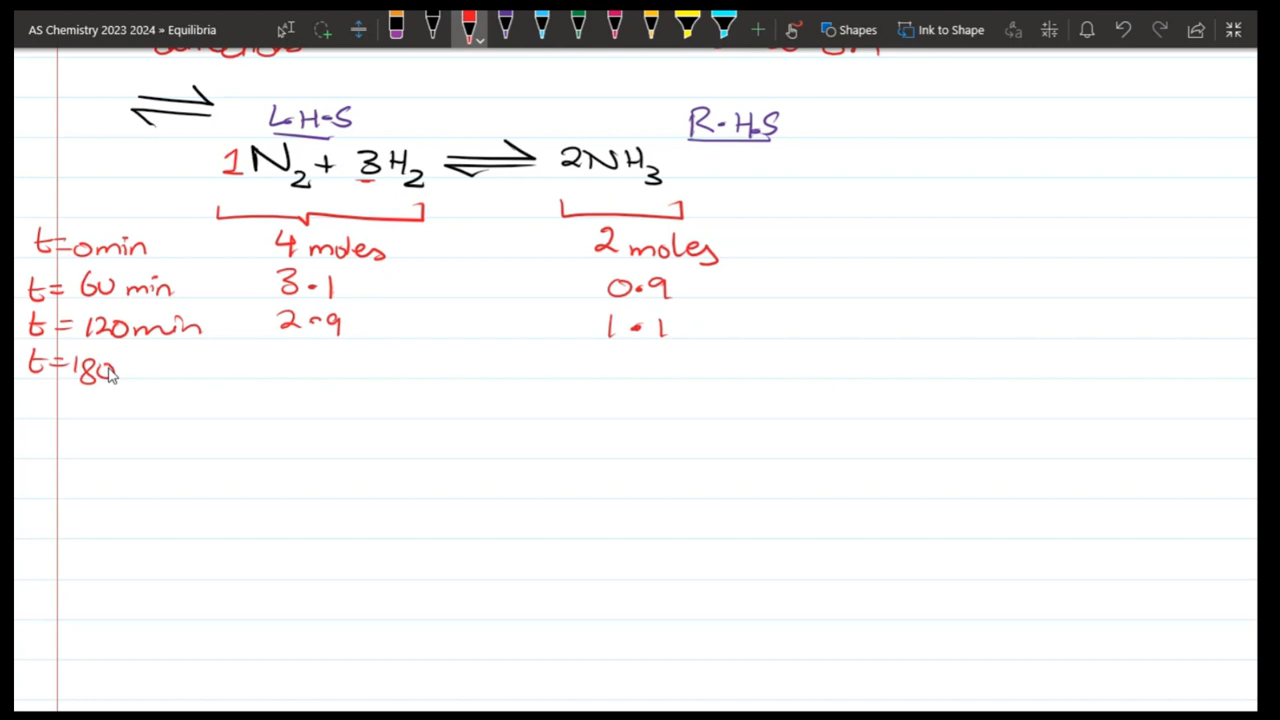 AS Chemistry 2023 2024 » Equilibria
Shapes
Ink to Shape
⇌
L.H.S
R.H.S
1N₂ + 3H₂ ⇌ 2NH₃
t=0min 4 moles 2 moles
t= 60 min 3.1 0.9
t = 120min 2.9 1.1
t=180